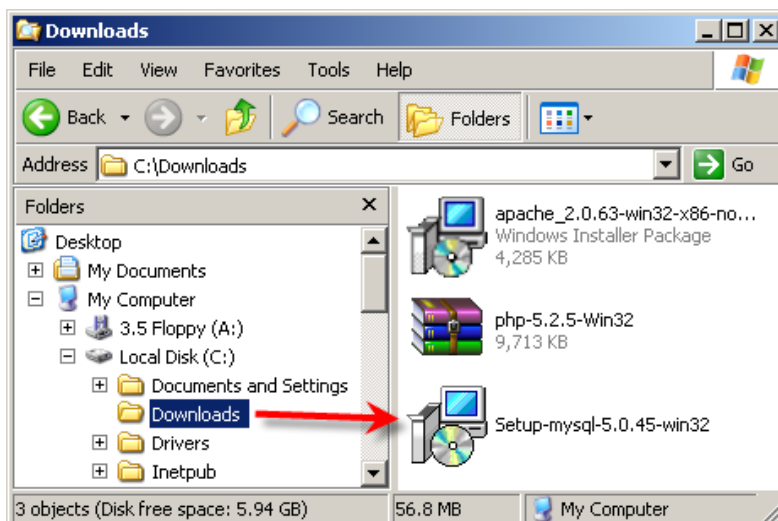 Downloads
File Edit View Favorites Tools Help
Back Search Folders
Address C:\Downloads Go
Folders
Desktop
My Documents
My Computer
3.5 Floppy (A:)
Local Disk (C:)
Documents and Settings
Downloads
Drivers
Inetpub
apache_2.0.63-win32-x86-no...
Windows Installer Package
4,285 KB
php-5.2.5-Win32
9,713 KB
Setup-mysql-5.0.45-win32
3 objects (Disk free space: 5.94 GB) 56.8 MB My Computer